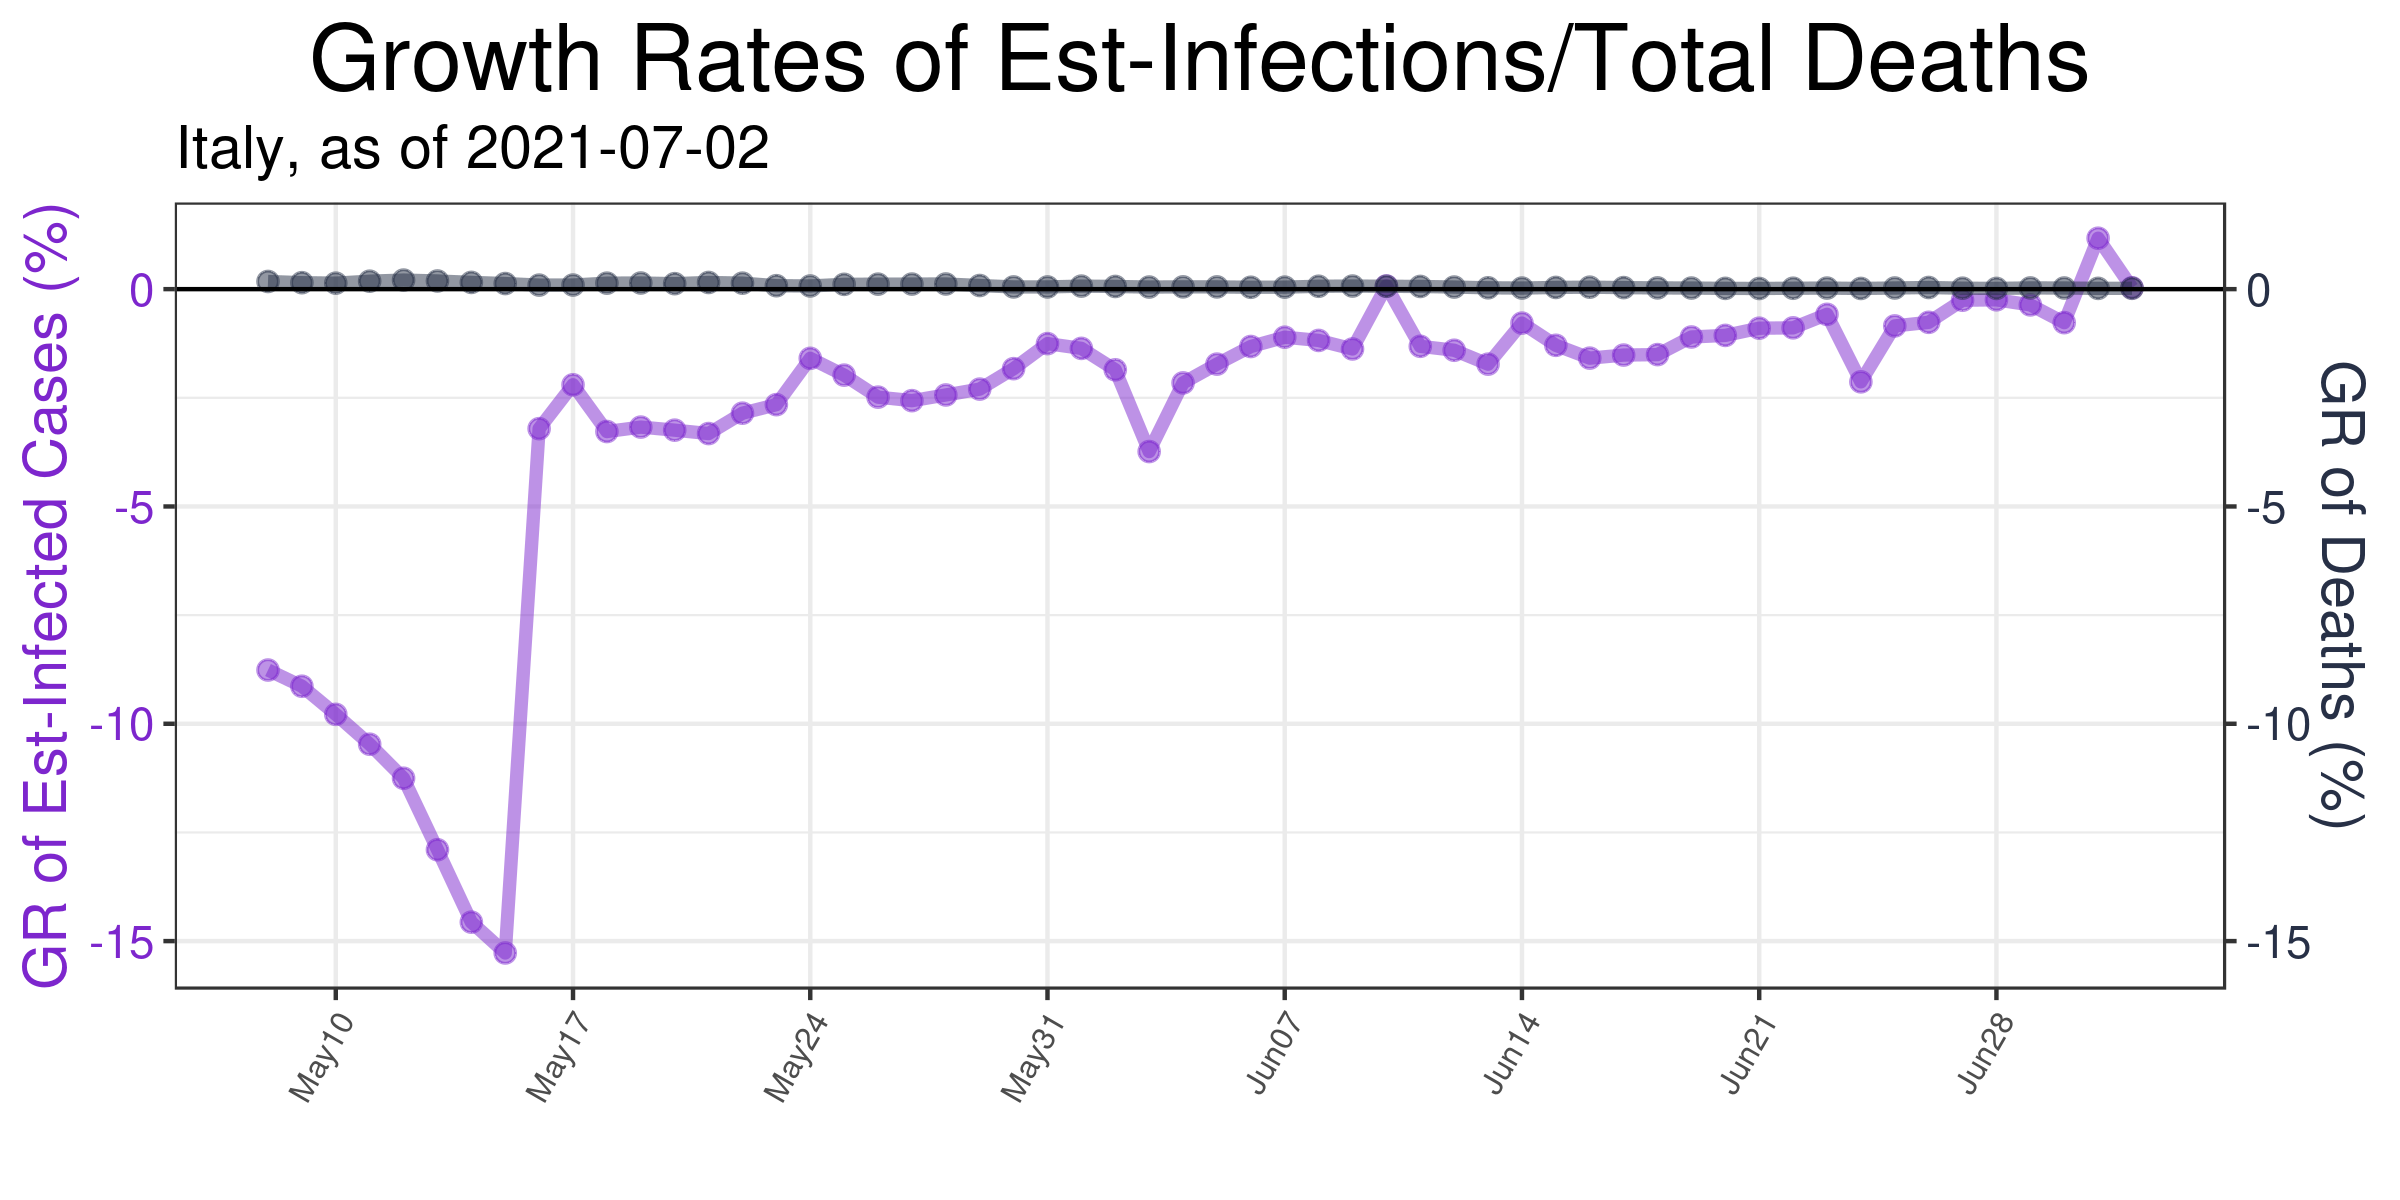 Growth Rates of Est-Infections/Total Deaths
Italy, as of 2021-07-02
GR of Est-Infected Cases (%)
0
-5
-10
-15
0
-5
-10
-15
GR of Deaths (%)
May10
May17
May24
May31
Jun07
Jun14
Jun21
Jun28